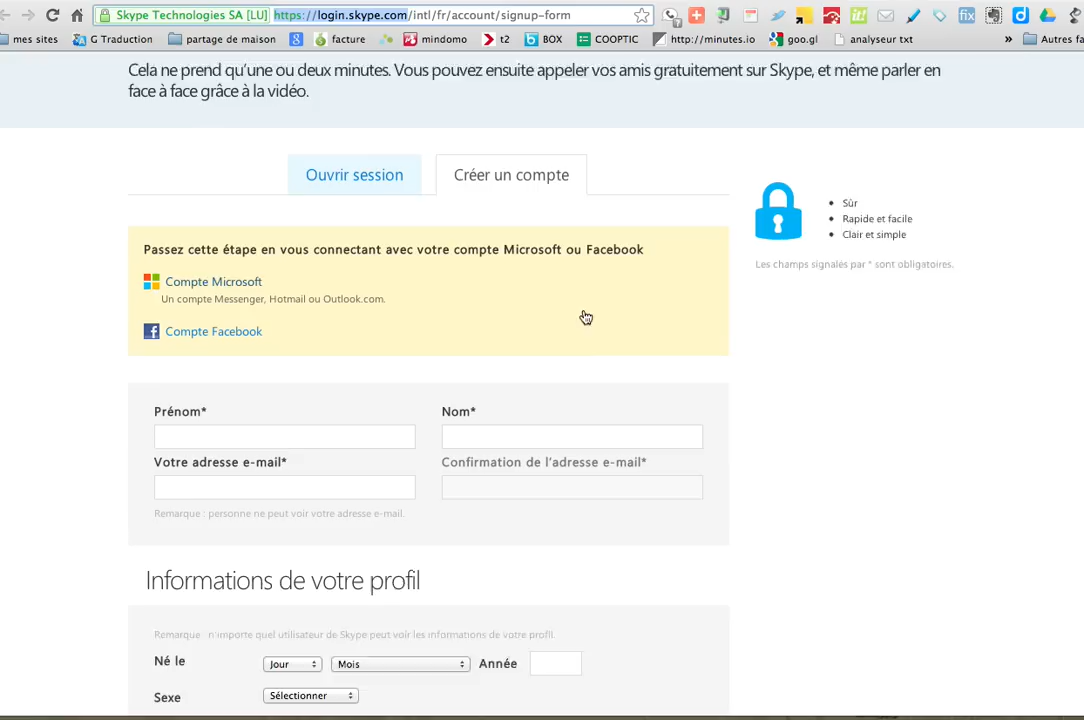 Skype Technologies SA [LU] https://login.skype.com/intl/fr/account/signup-form
mes sites G Traduction partage de maison facture mindomo t2 BOX COOPTIC http://minutes.io goo.gl analyseur txt » Autres fa
Cela ne prend qu'une ou deux minutes. Vous pouvez ensuite appeler vos amis gratuitement sur Skype, et même parler en
face à face grâce à la vidéo.
Ouvrir session Créer un compte
Sûr
Rapide et facile
Clair et simple
Les champs signalés par * sont obligatoires.
Passez cette étape en vous connectant avec votre compte Microsoft ou Facebook
Compte Microsoft
Un compte Messenger, Hotmail ou Outlook.com.
Compte Facebook
Prénom* Nom*
Votre adresse e-mail* Confirmation de l'adresse e-mail*
Remarque : personne ne peut voir votre adresse e-mail.
Informations de votre profil
Remarque : n'importe quel utilisateur de Skype peut voir les informations de votre profil.
Né le Jour Mois Année
Sexe Sélectionner